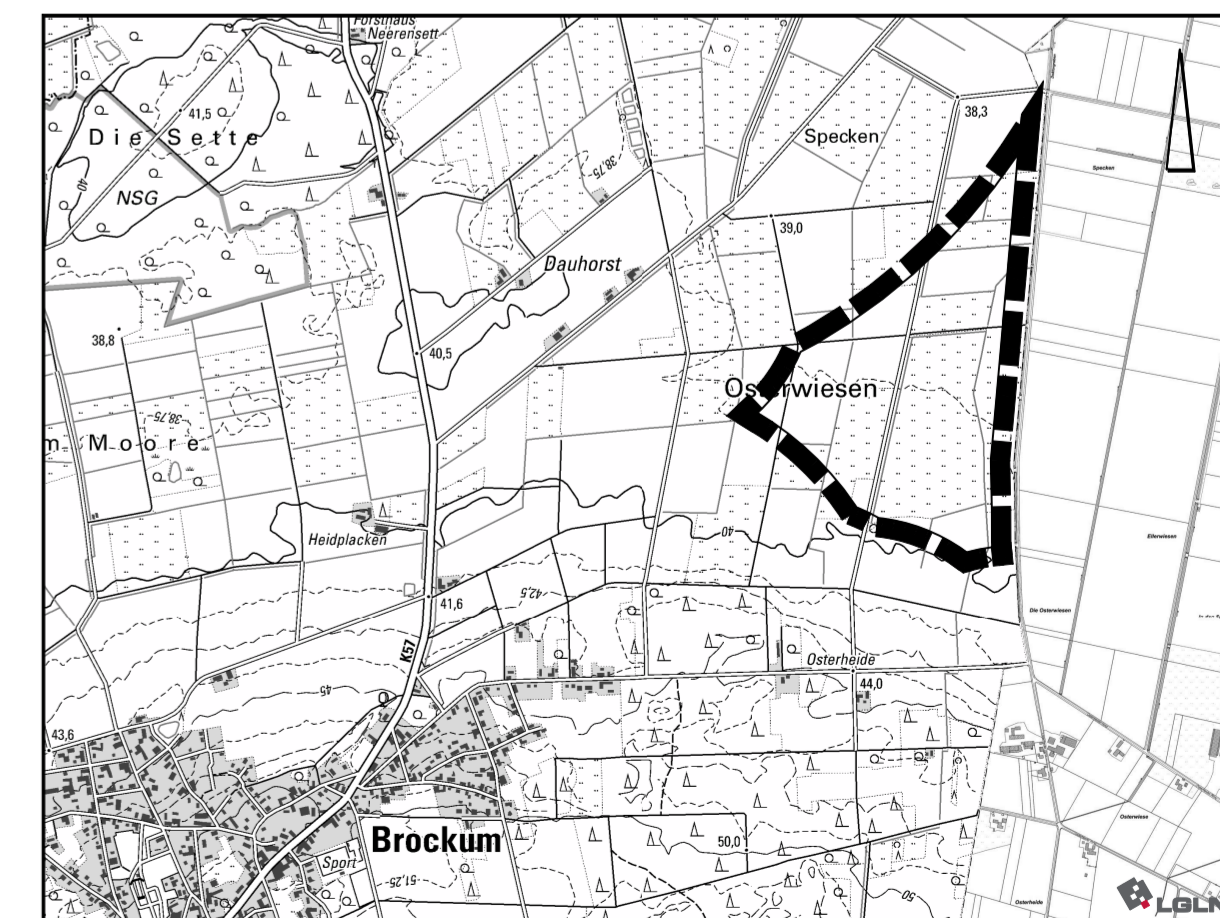 Forsthaus
Neerensett
41,5
Die Sette
NSG
40
38,75
Specken
38,3
Specken
39,0
Dauhorst
38,8
40,5
Osterwiesen
38,75
m Moore
Heidplacken
40
Ellerwiesen
41,6
42,5
Die Osterwiesen
K57
Osterheide
45
44,0
43,6
Brockum
Sport
50,0
51,25
50
Osterwiese
Osterheide
LGLN